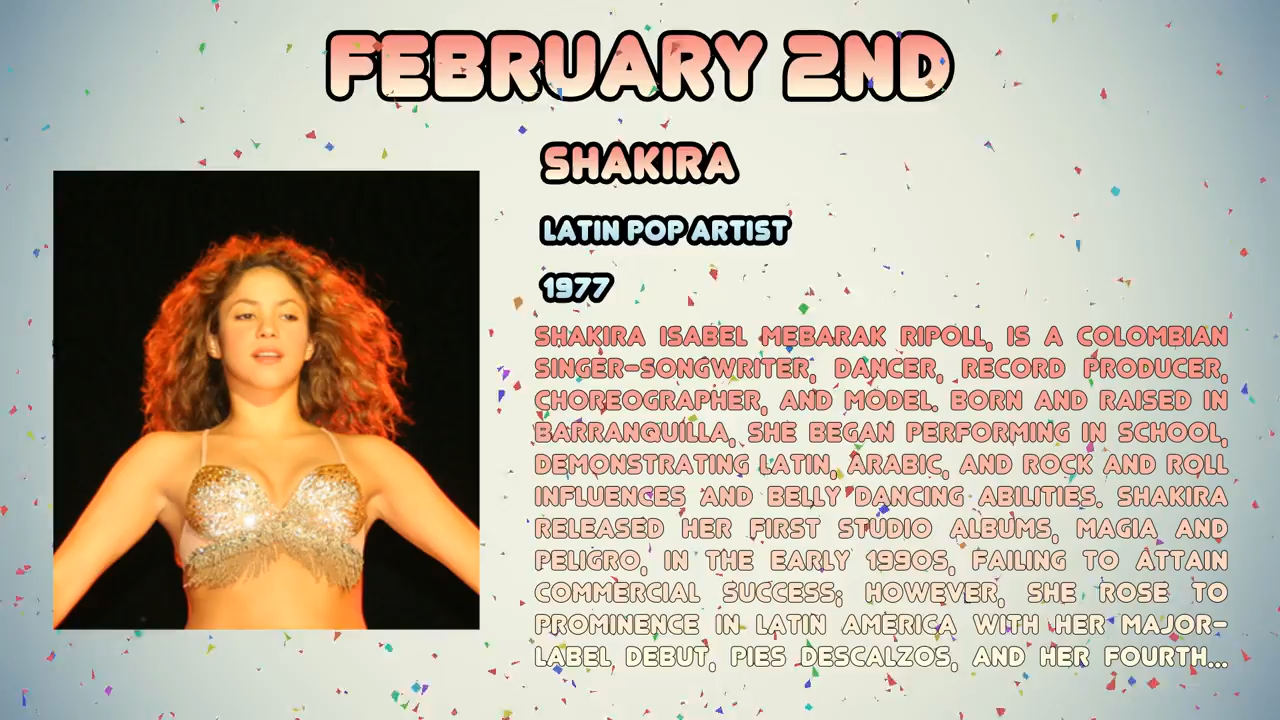 FEBRUARY 2ND
SHAKIRA
LATIN POP ARTIST
1977
SHAKIRA ISABEL MEBARAK RIPOLL, IS A COLOMBIAN
SINGER-SONGWRITER, DANCER, RECORD PRODUCER,
CHOREOGRAPHER, AND MODEL. BORN AND RAISED IN
BARRANQUILLA, SHE BEGAN PERFORMING IN SCHOOL,
DEMONSTRATING LATIN, ARABIC, AND ROCK AND ROLL
INFLUENCES AND BELLY DANCING ABILITIES. SHAKIRA
RELEASED HER FIRST STUDIO ALBUMS, MAGIA AND
PELIGRO, IN THE EARLY 1990S, FAILING TO ATTAIN
COMMERCIAL SUCCESS; HOWEVER, SHE ROSE TO
PROMINENCE IN LATIN AMERICA WITH HER MAJOR-
LABEL DEBUT, PIES DESCALZOS, AND HER FOURTH...